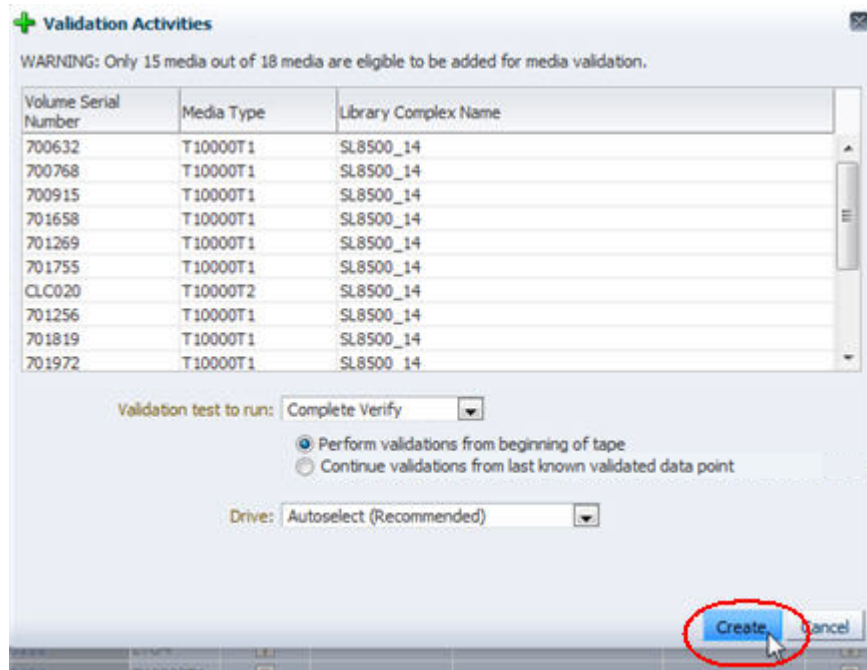 Validation Activities
WARNING: Only 15 media out of 18 media are eligible to be added for media validation.
Volume Serial Number Media Type Library Complex Name
700632 T10000T1 SL8500_14
700768 T10000T1 SL8500_14
700915 T10000T1 SL8500_14
701658 T10000T1 SL8500_14
701269 T10000T1 SL8500_14
701755 T10000T1 SL8500_14
CLC020 T10000T2 SL8500_14
701256 T10000T1 SL8500_14
701819 T10000T1 SL8500_14
701972 T10000T1 SL8500 14
Validation test to run: Complete Verify
Perform validations from beginning of tape
Continue validations from last known validated data point
Drive: Autoselect (Recommended)
Create Cancel